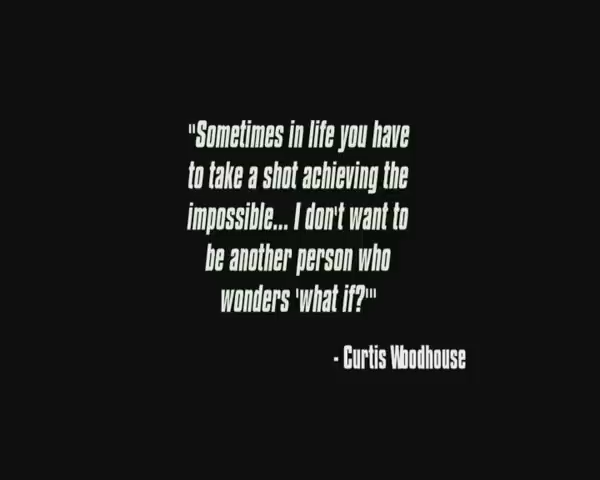 "Sometimes in life you have
to take a shot achieving the
impossible... I don't want to
be another person who
wonders 'what if?'"
- Curtis Woodhouse